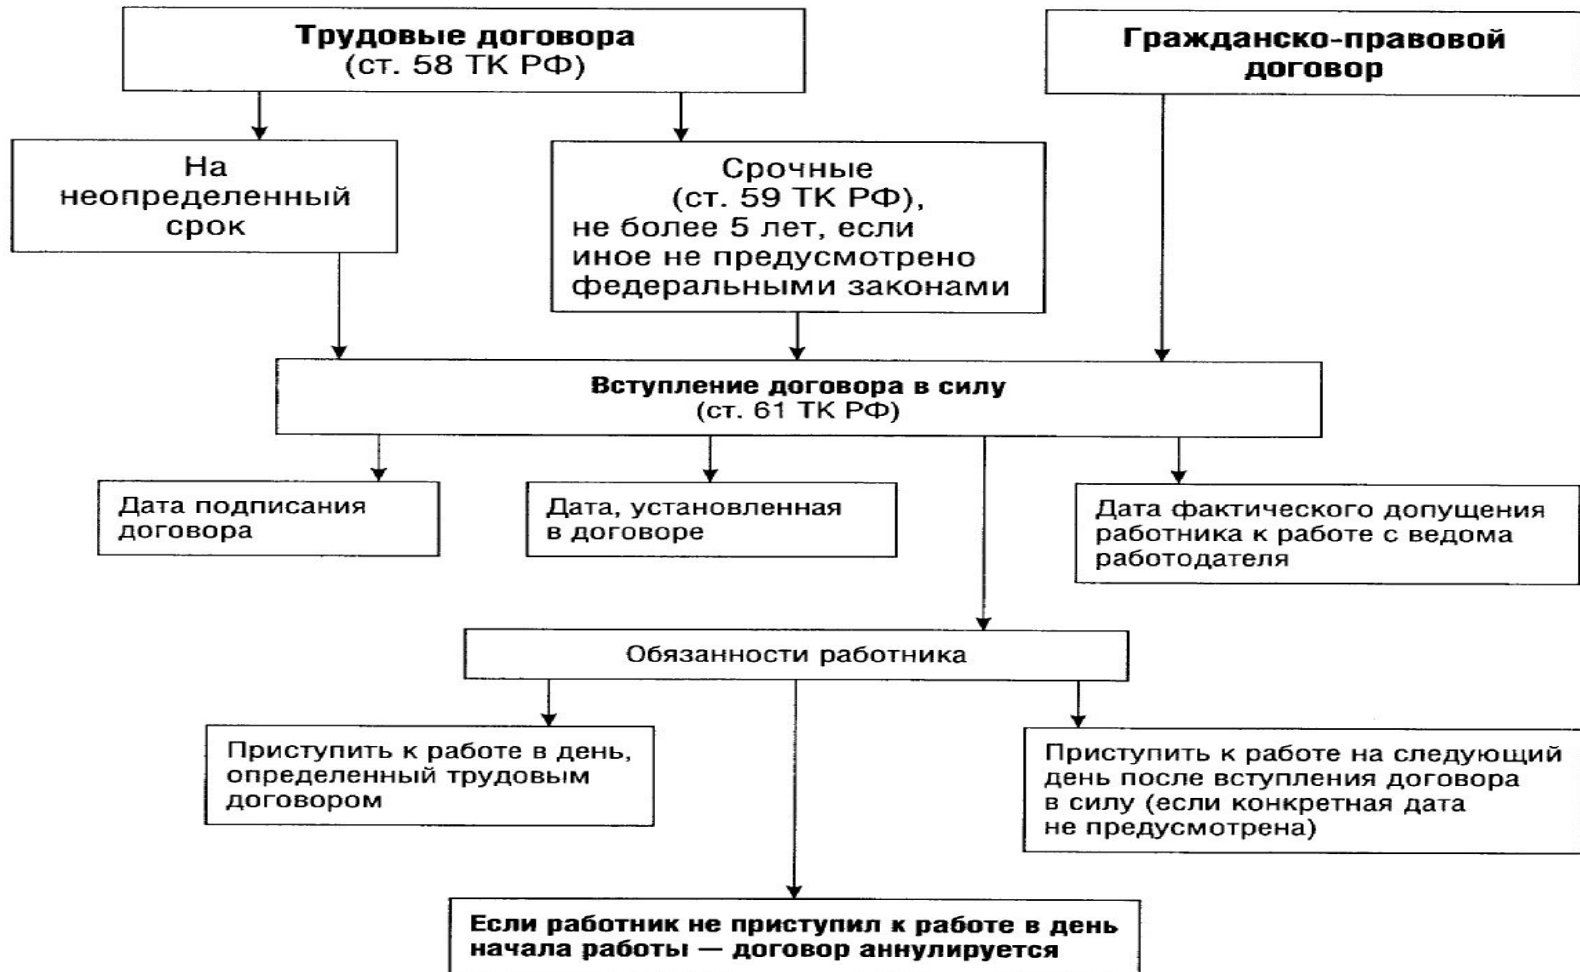 Трудовые договора
(ст. 58 ТК РФ)
Гражданско-правовой
договор
На
неопределенный
срок
Срочные
(ст. 59 ТК РФ),
не более 5 лет, если
иное не предусмотрено
федеральными законами
Вступление договора в силу
(ст. 61 ТК РФ)
Дата подписания
договора
Дата, установленная
в договоре
Дата фактического допущения
работника к работе с ведома
работодателя
Обязанности работника
Приступить к работе в день,
определенный трудовым
договором
Приступить к работе на следующий
день после вступления договора
в силу (если конкретная дата
не предусмотрена)
Если работник не приступил к работе в день
начала работы — договор аннулируется